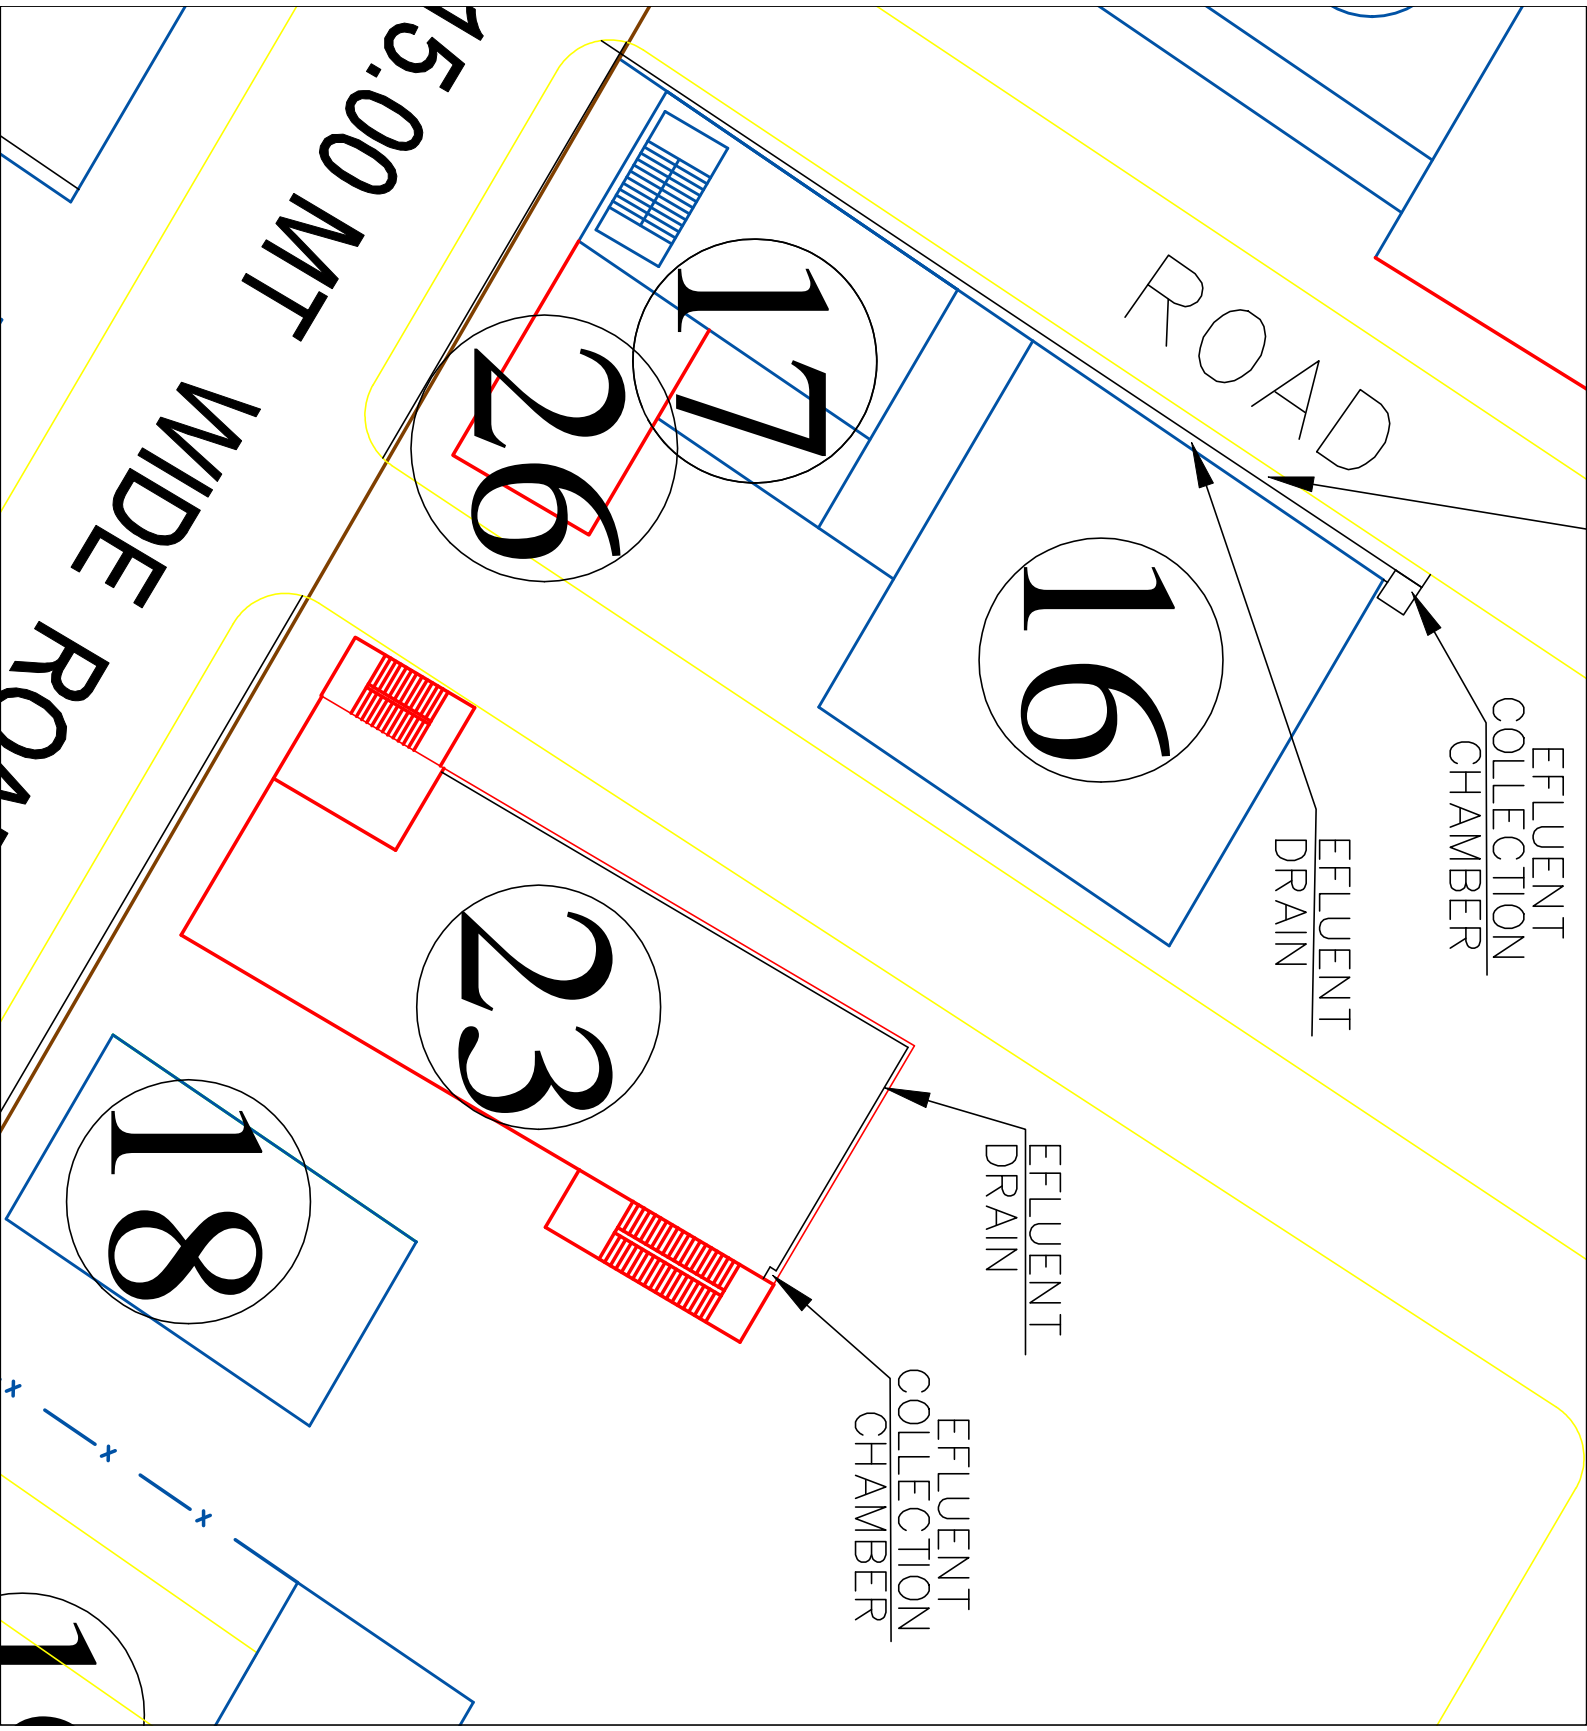 15.00 MT WIDE ROAD
ROAD
17
26
16
EFLUENT
COLLECTION
CHAMBER
EFLUENT
DRAIN
23
18
EFLUENT
DRAIN
EFLUENT
COLLECTION
CHAMBER